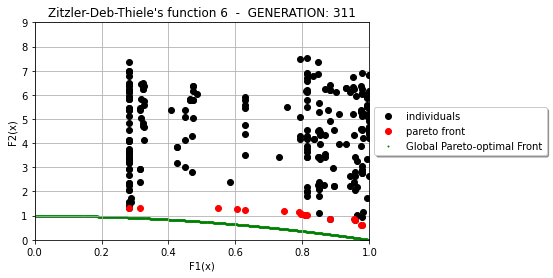 Zitzler-Deb-Thiele's function 6 - GENERATION: 311
9
8
7
6
5
4
3
2
1
0
F2(x)
0.0 0.2 0.4 0.6 0.8 1.0
F1(x)
individuals
pareto front
Global Pareto-optimal Front